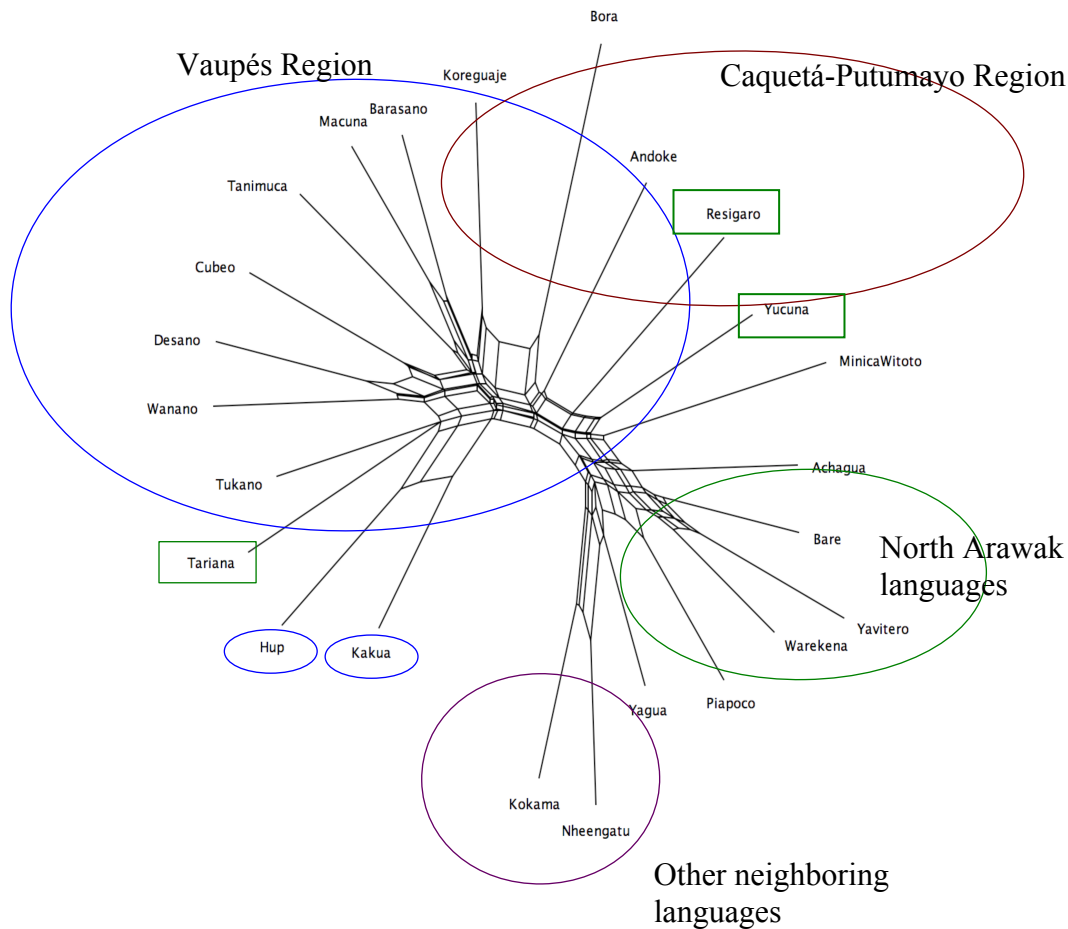 Bora
Vaupés Region
Caquetá-Putumayo Region
Koreguaje
Barasano
Macuna
Andoke
Tanimuca
Resigaro
Cubeo
Yucuna
Desano
MinicaWitoto
Wanano
Achagua
Tukano
Bare
North Arawak
languages
Tariana
Yavitero
Hup
Kakua
Warekena
Yagua
Piapoco
Kokama
Nheengatu
Other neighboring
languages